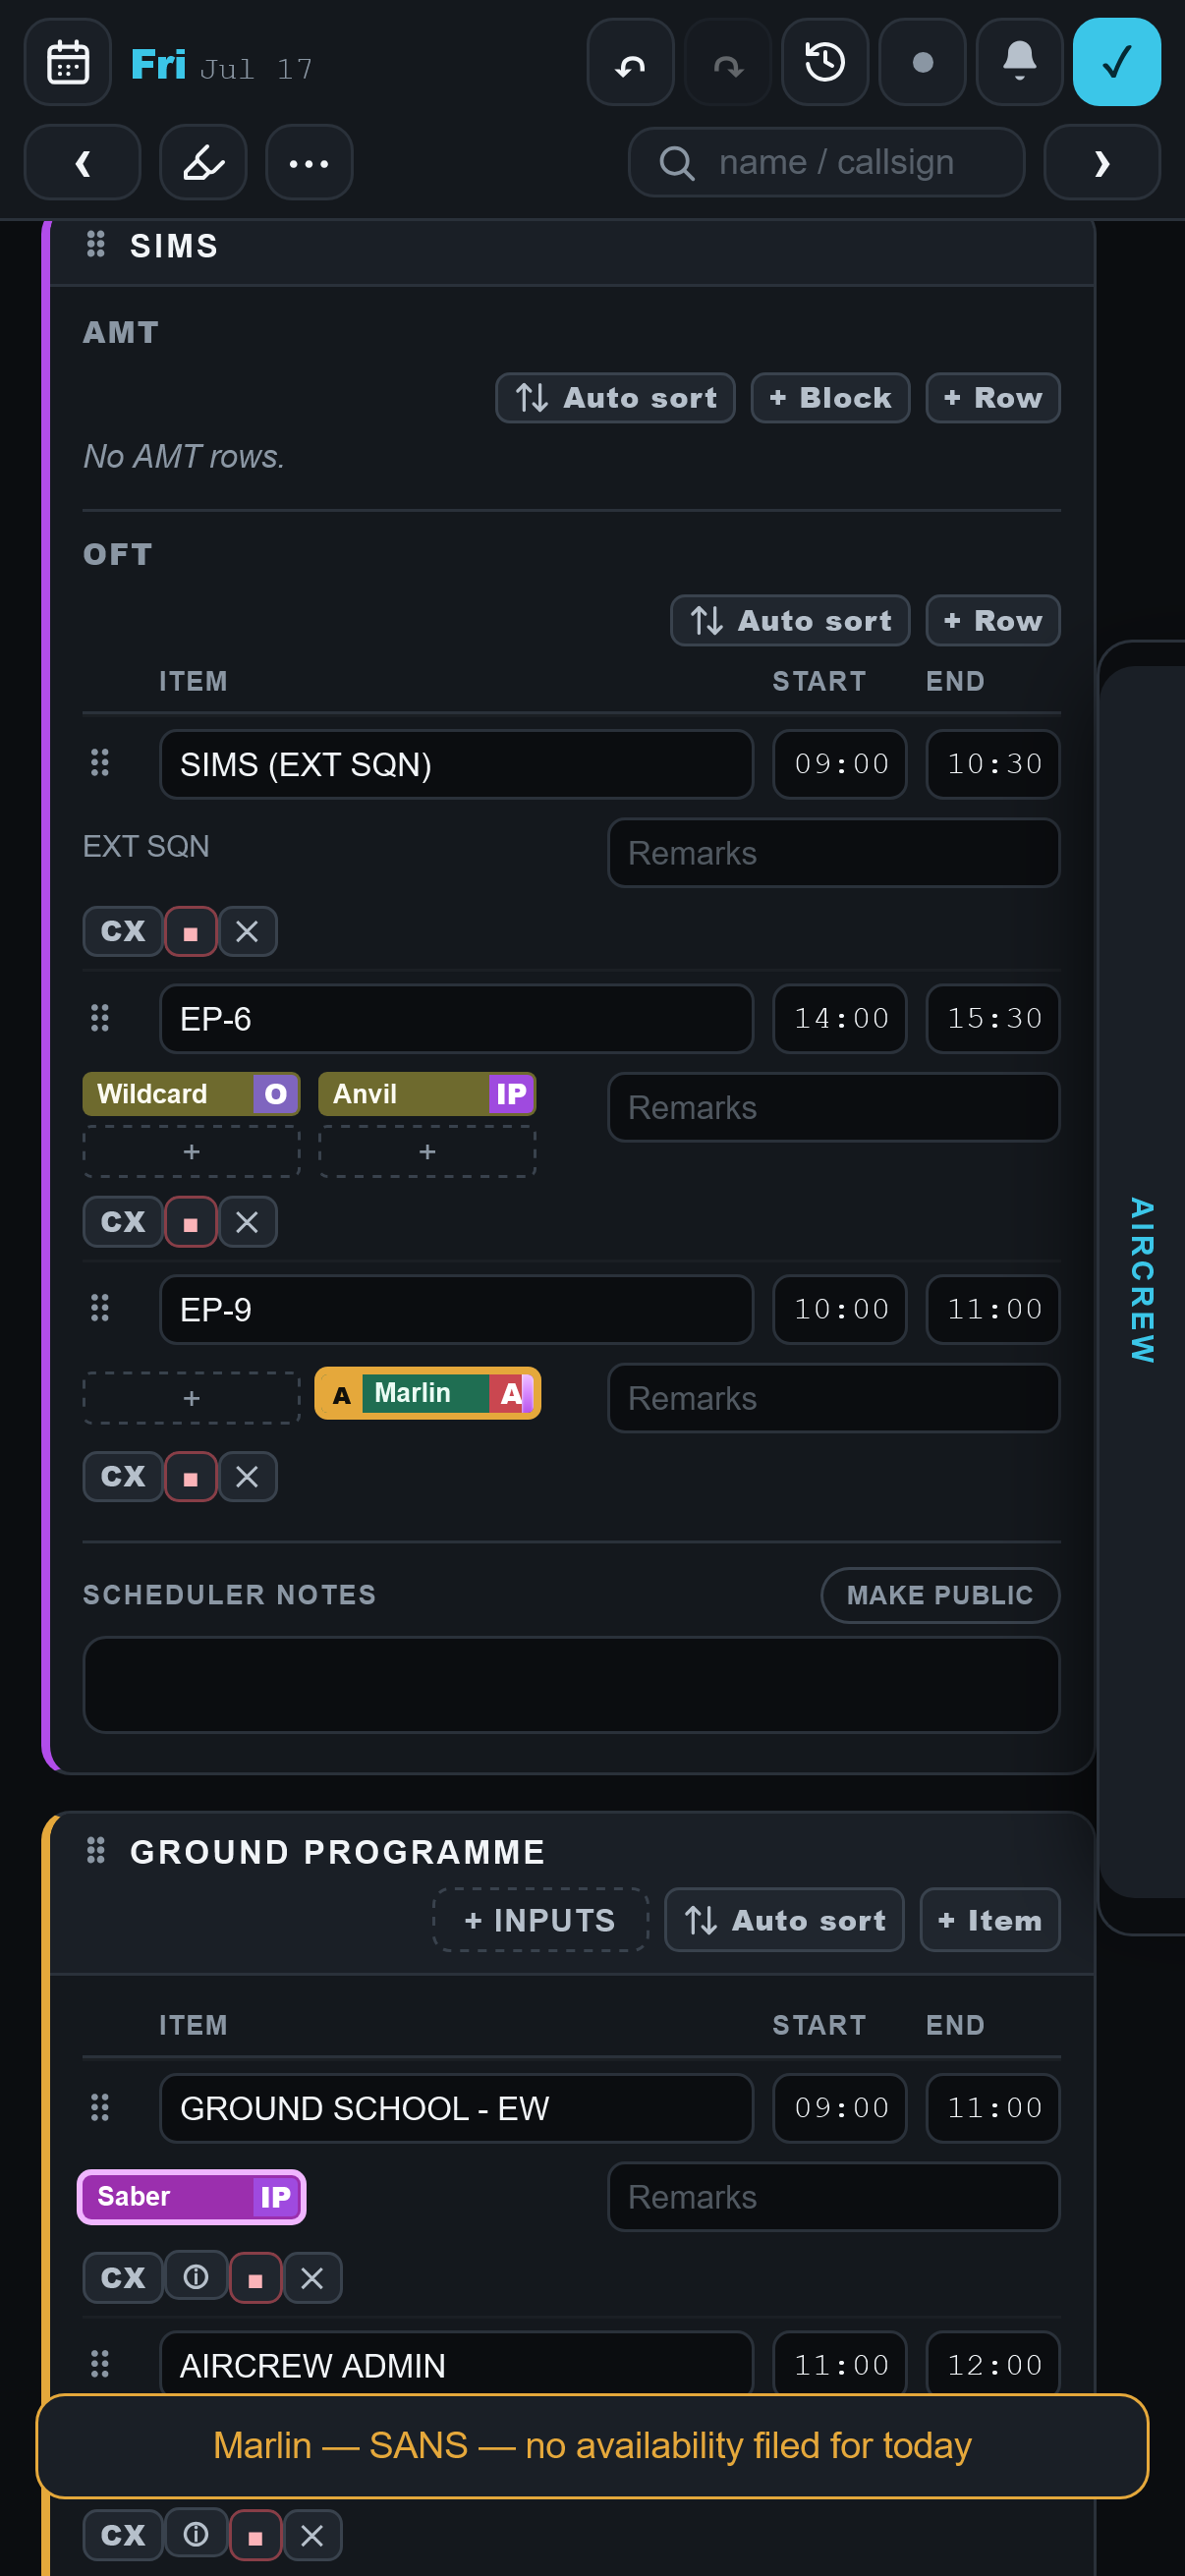 Fri Jul 17
name / callsign
SIMS
AMT
Auto sort + Block + Row
No AMT rows.
OFT
Auto sort + Row
ITEM START END
SIMS (EXT SQN) 09:00 10:30
EXT SQN Remarks
CX
EP-6 14:00 15:30
Wildcard O Anvil IP Remarks
+ +
CX
EP-9 10:00 11:00
+ A Marlin A Remarks
CX
SCHEDULER NOTES MAKE PUBLIC
AIRCREW
GROUND PROGRAMME
+ INPUTS Auto sort + Item
ITEM START END
GROUND SCHOOL - EW 09:00 11:00
Saber IP Remarks
CX
AIRCREW ADMIN 11:00 12:00
Marlin — SANS — no availability filed for today
CX